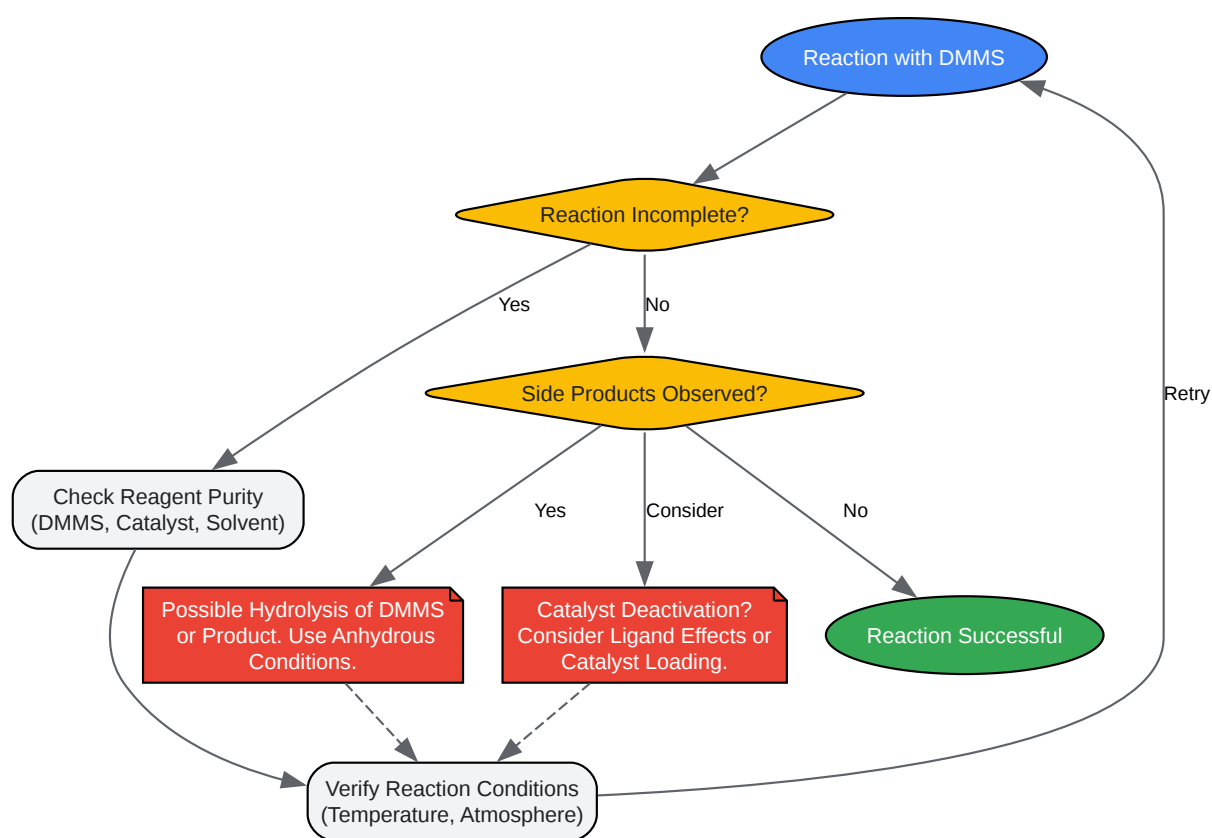 Reaction with DMMS
Reaction Incomplete?
Yes
No
Side Products Observed?
Retry
Check Reagent Purity
(DMMS, Catalyst, Solvent)
Yes
Consider
No
Possible Hydrolysis of DMMS
or Product. Use Anhydrous
Conditions.
Catalyst Deactivation?
Consider Ligand Effects or
Catalyst Loading.
Reaction Successful
Verify Reaction Conditions
(Temperature, Atmosphere)